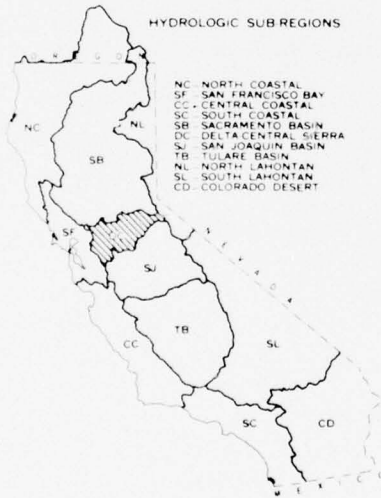 HYDROLOGIC SUB-REGIONS
OREGON
NC - NORTH COASTAL
SF - SAN FRANCISCO BAY
CC - CENTRAL COASTAL
SC - SOUTH COASTAL
SB - SACRAMENTO BASIN
DC - DELTA CENTRAL SIERRA
SJ - SAN JOAQUIN BASIN
TB - TULARE BASIN
NL - NORTH LAHONTAN
SL - SOUTH LAHONTAN
CD - COLORADO DESERT
NC
NL
SB
SF
NEVADA
SJ
CC
TB
SL
SC
CD
MEXICO